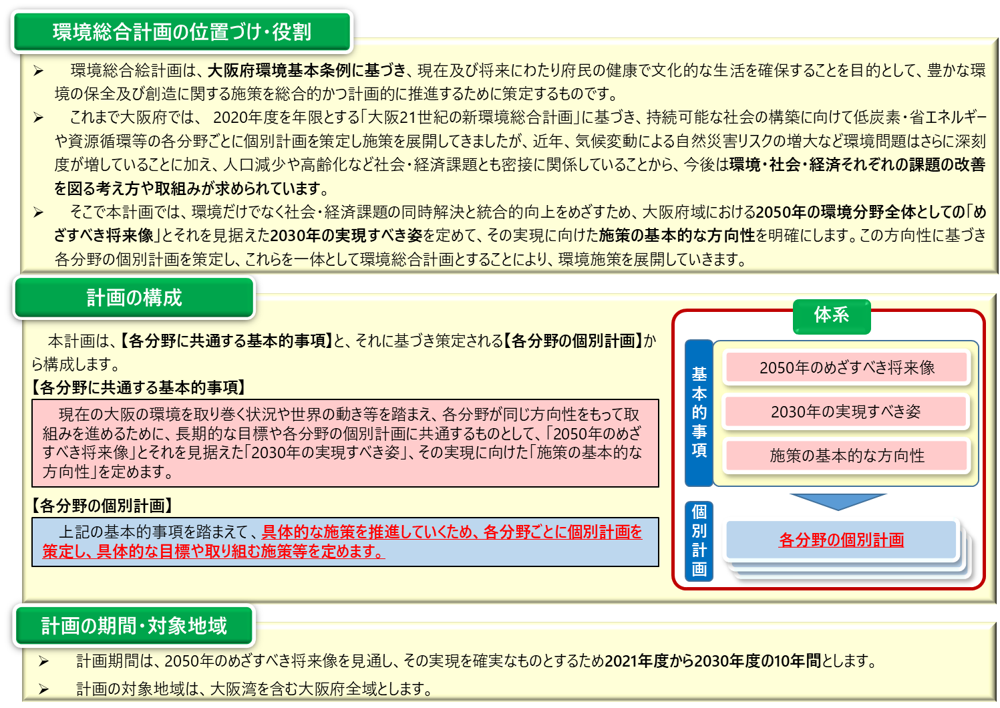 環境総合計画の位置づけ・役割
➢ 環境総合絵計画は、大阪府環境基本条例に基づき、現在及び将来にわたり府民の健康で文化的な生活を確保することを目的として、豊かな環
境の保全及び創造に関する施策を総合的かつ計画的に推進するために策定するものです。
➢ これまで大阪府では、 2020年度を年限とする「大阪21世紀の新環境総合計画」に基づき、持続可能な社会の構築に向けて低炭素・省エネルギー
や資源循環等の各分野ごとに個別計画を策定し施策を展開してきましたが、近年、気候変動による自然災害リスクの増大など環境問題はさらに深刻
度が増していることに加え、人口減少や高齢化など社会・経済課題とも密接に関係していることから、今後は環境・社会・経済それぞれの課題の改善
を図る考え方や取組みが求められています。
➢ そこで本計画では、環境だけでなく社会・経済課題の同時解決と統合的向上をめざすため、大阪府域における2050年の環境分野全体としての「め
ざすべき将来像」とそれを見据えた2030年の実現すべき姿を定めて、その実現に向けた施策の基本的な方向性を明確にします。この方向性に基づき
各分野の個別計画を策定し、これらを一体として環境総合計画とすることにより、環境施策を展開していきます。
計画の構成
本計画は、【各分野に共通する基本的事項】と、それに基づき策定される【各分野の個別計画】か
ら構成します。
【各分野に共通する基本的事項】
現在の大阪の環境を取り巻く状況や世界の動き等を踏まえ、各分野が同じ方向性をもって取
組みを進めるために、長期的な目標や各分野の個別計画に共通するものとして、「2050年のめざ
すべき将来像」とそれを見据えた「2030年の実現すべき姿」、その実現に向けた「施策の基本的な
方向性」を定めます。
【各分野の個別計画】
上記の基本的事項を踏まえて、具体的な施策を推進していくため、各分野ごとに個別計画を
策定し、具体的な目標や取り組む施策等を定めます。
体系
基本的事項
2050年のめざすべき将来像
2030年の実現すべき姿
施策の基本的な方向性
個別計画
各分野の個別計画
計画の期間・対象地域
➢ 計画期間は、2050年のめざすべき将来像を見通し、その実現を確実なものとするため2021年度から2030年度の10年間とします。
➢ 計画の対象地域は、大阪湾を含む大阪府全域とします。